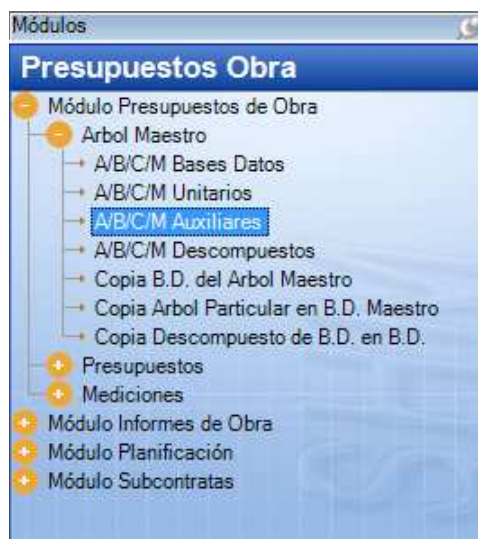 Módulos
Presupuestos Obra
Módulo Presupuestos de Obra
Arbol Maestro
A/B/C/M Bases Datos
A/B/C/M Unitarios
A/B/C/M Auxiliares
A/B/C/M Descompuestos
Copia B.D. del Arbol Maestro
Copia Arbol Particular en B.D. Maestro
Copia Descompuesto de B.D. en B.D.
Presupuestos
Mediciones
Módulo Informes de Obra
Módulo Planificación
Módulo Subcontratas